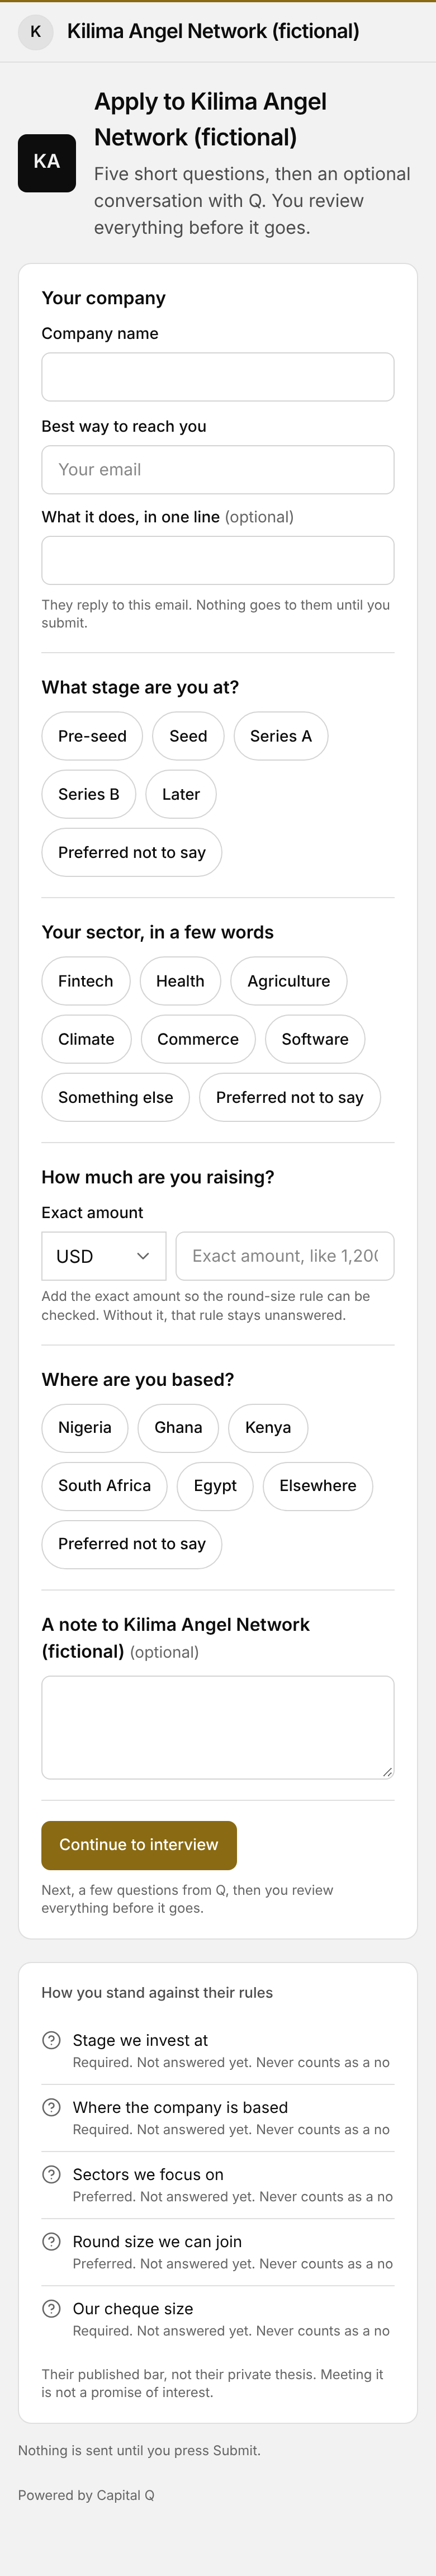 K
Kilima Angel Network (fictional)
KA
Apply to Kilima Angel
Network (fictional)
Five short questions, then an optional
conversation with Q. You review
everything before it goes.
Your company
Company name
Best way to reach you
Your email
What it does, in one line (optional)
They reply to this email. Nothing goes to them until you
submit.
What stage are you at?
Pre-seed
Seed
Series A
Series B
Later
Preferred not to say
Your sector, in a few words
Fintech
Health
Agriculture
Climate
Commerce
Software
Something else
Preferred not to say
How much are you raising?
Exact amount
USD
Exact amount, like 1,20
Add the exact amount so the round-size rule can be
checked. Without it, that rule stays unanswered.
Where are you based?
Nigeria
Ghana
Kenya
South Africa
Egypt
Elsewhere
Preferred not to say
A note to Kilima Angel Network
(fictional) (optional)
Continue to interview
Next, a few questions from Q, then you review
everything before it goes.
How you stand against their rules
Stage we invest at
Required. Not answered yet. Never counts as a no
Where the company is based
Required. Not answered yet. Never counts as a no
Sectors we focus on
Preferred. Not answered yet. Never counts as a no
Round size we can join
Preferred. Not answered yet. Never counts as a no
Our cheque size
Required. Not answered yet. Never counts as a no
Their published bar, not their private thesis. Meeting it
is not a promise of interest.
Nothing is sent until you press Submit.
Powered by Capital Q